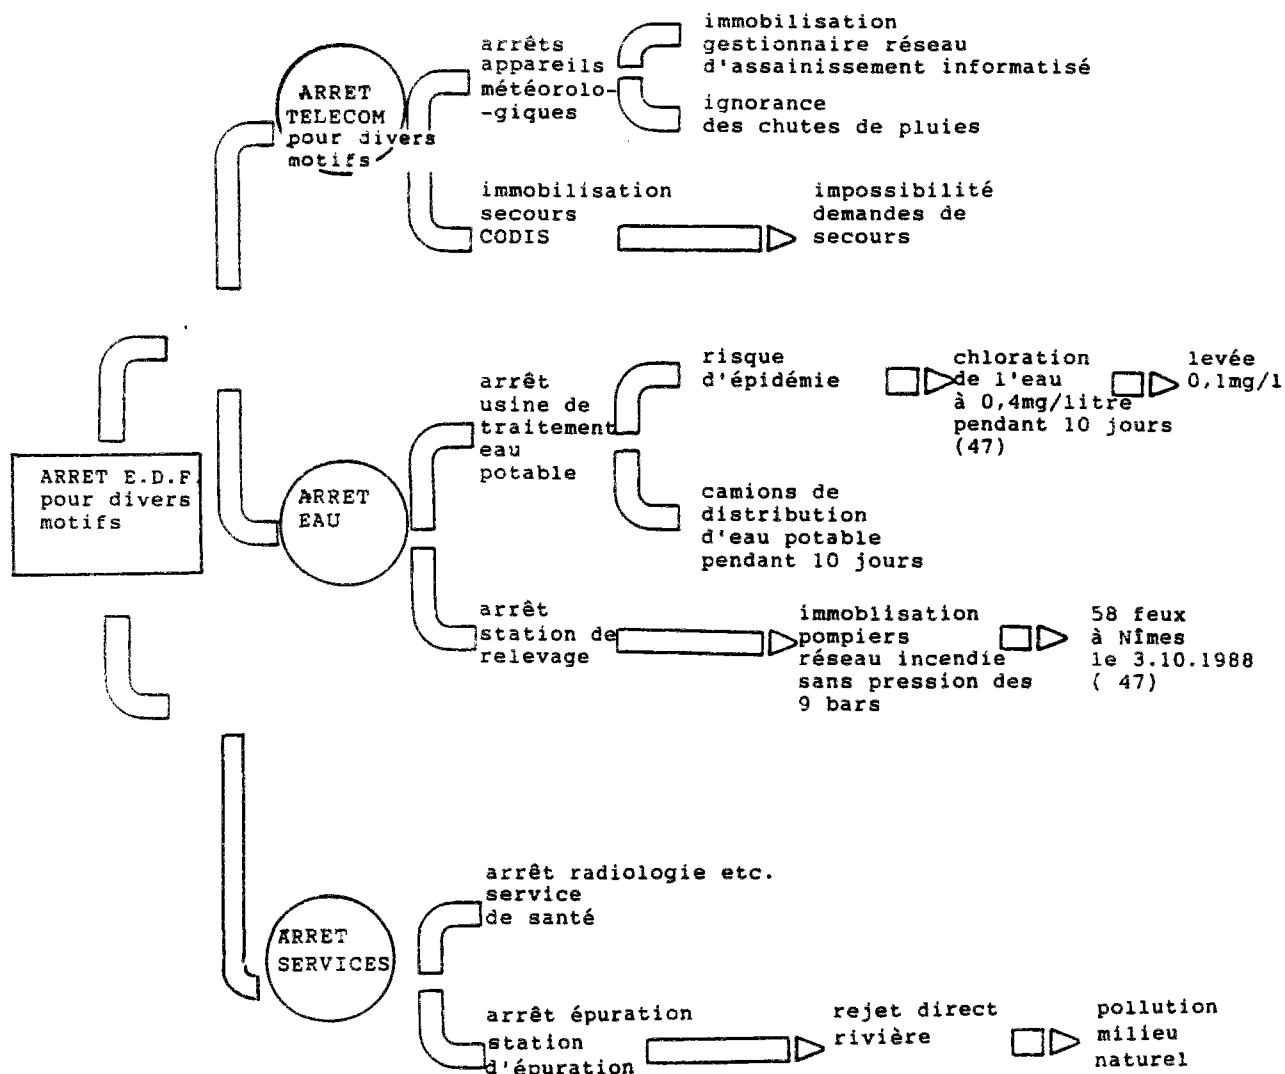 immobilisation
gestionnaire réseau
d'assainissement informatisé
arrêts
appareils
météorolo-
-giques
ignorance
des chutes de pluies
ARRET
TELECOM
pour divers
motifs
immobilisation
secours
CODIS
impossibilité
demandes de
secours
ARRET E.D.F.
pour divers
motifs
ARRET
EAU
arrêt
usine de
traitement
eau
potable
risque
d'épidémie
chloration
de l'eau
à 0,4mg/litre
pendant 10 jours
(47)
levée
0,1mg/l
camions de
distribution
d'eau potable
pendant 10 jours
arrêt
station de
relevage
immoblisation
pompiers
réseau incendie
sans pression des
9 bars
58 feux
à Nîmes
le 3.10.1988
( 47)
ARRET
SERVICES
arrêt radiologie etc.
service
de santé
arrêt épuration
station
d'épuration
rejet direct
rivière
pollution
milieu
naturel